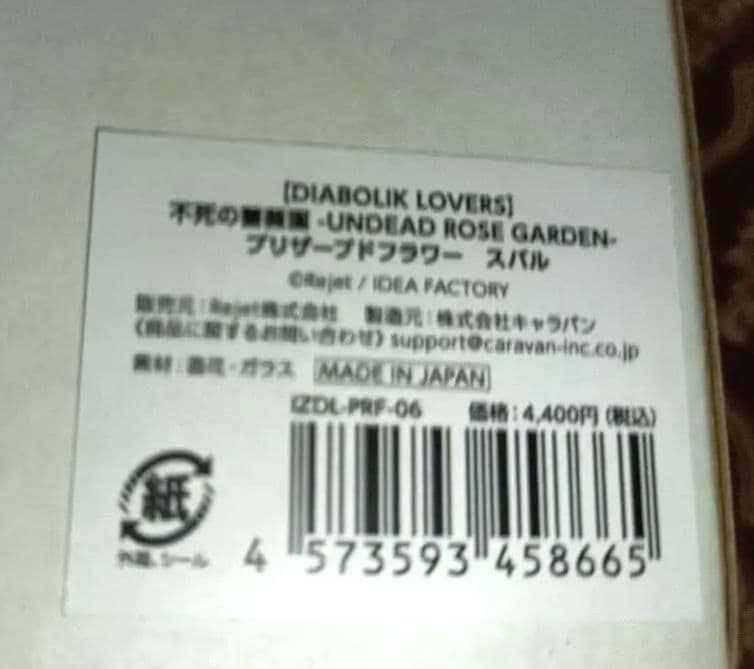 [DIABOLIK LOVERS]
不死の薔薇園 -UNDEAD ROSE GARDEN-
プリザーブドフラワー スバル
©Rejet / IDEA FACTORY
販売元:Rejet株式会社 製造元:株式会社キャラバン
《商品に関するお問い合わせ》support@caravan-inc.co.jp
素材:造花・ガラス MADE IN JAPAN
IZDL-PRF-06 価格:4,400円(税込)
紙
外箱、シール
4 573593 458665